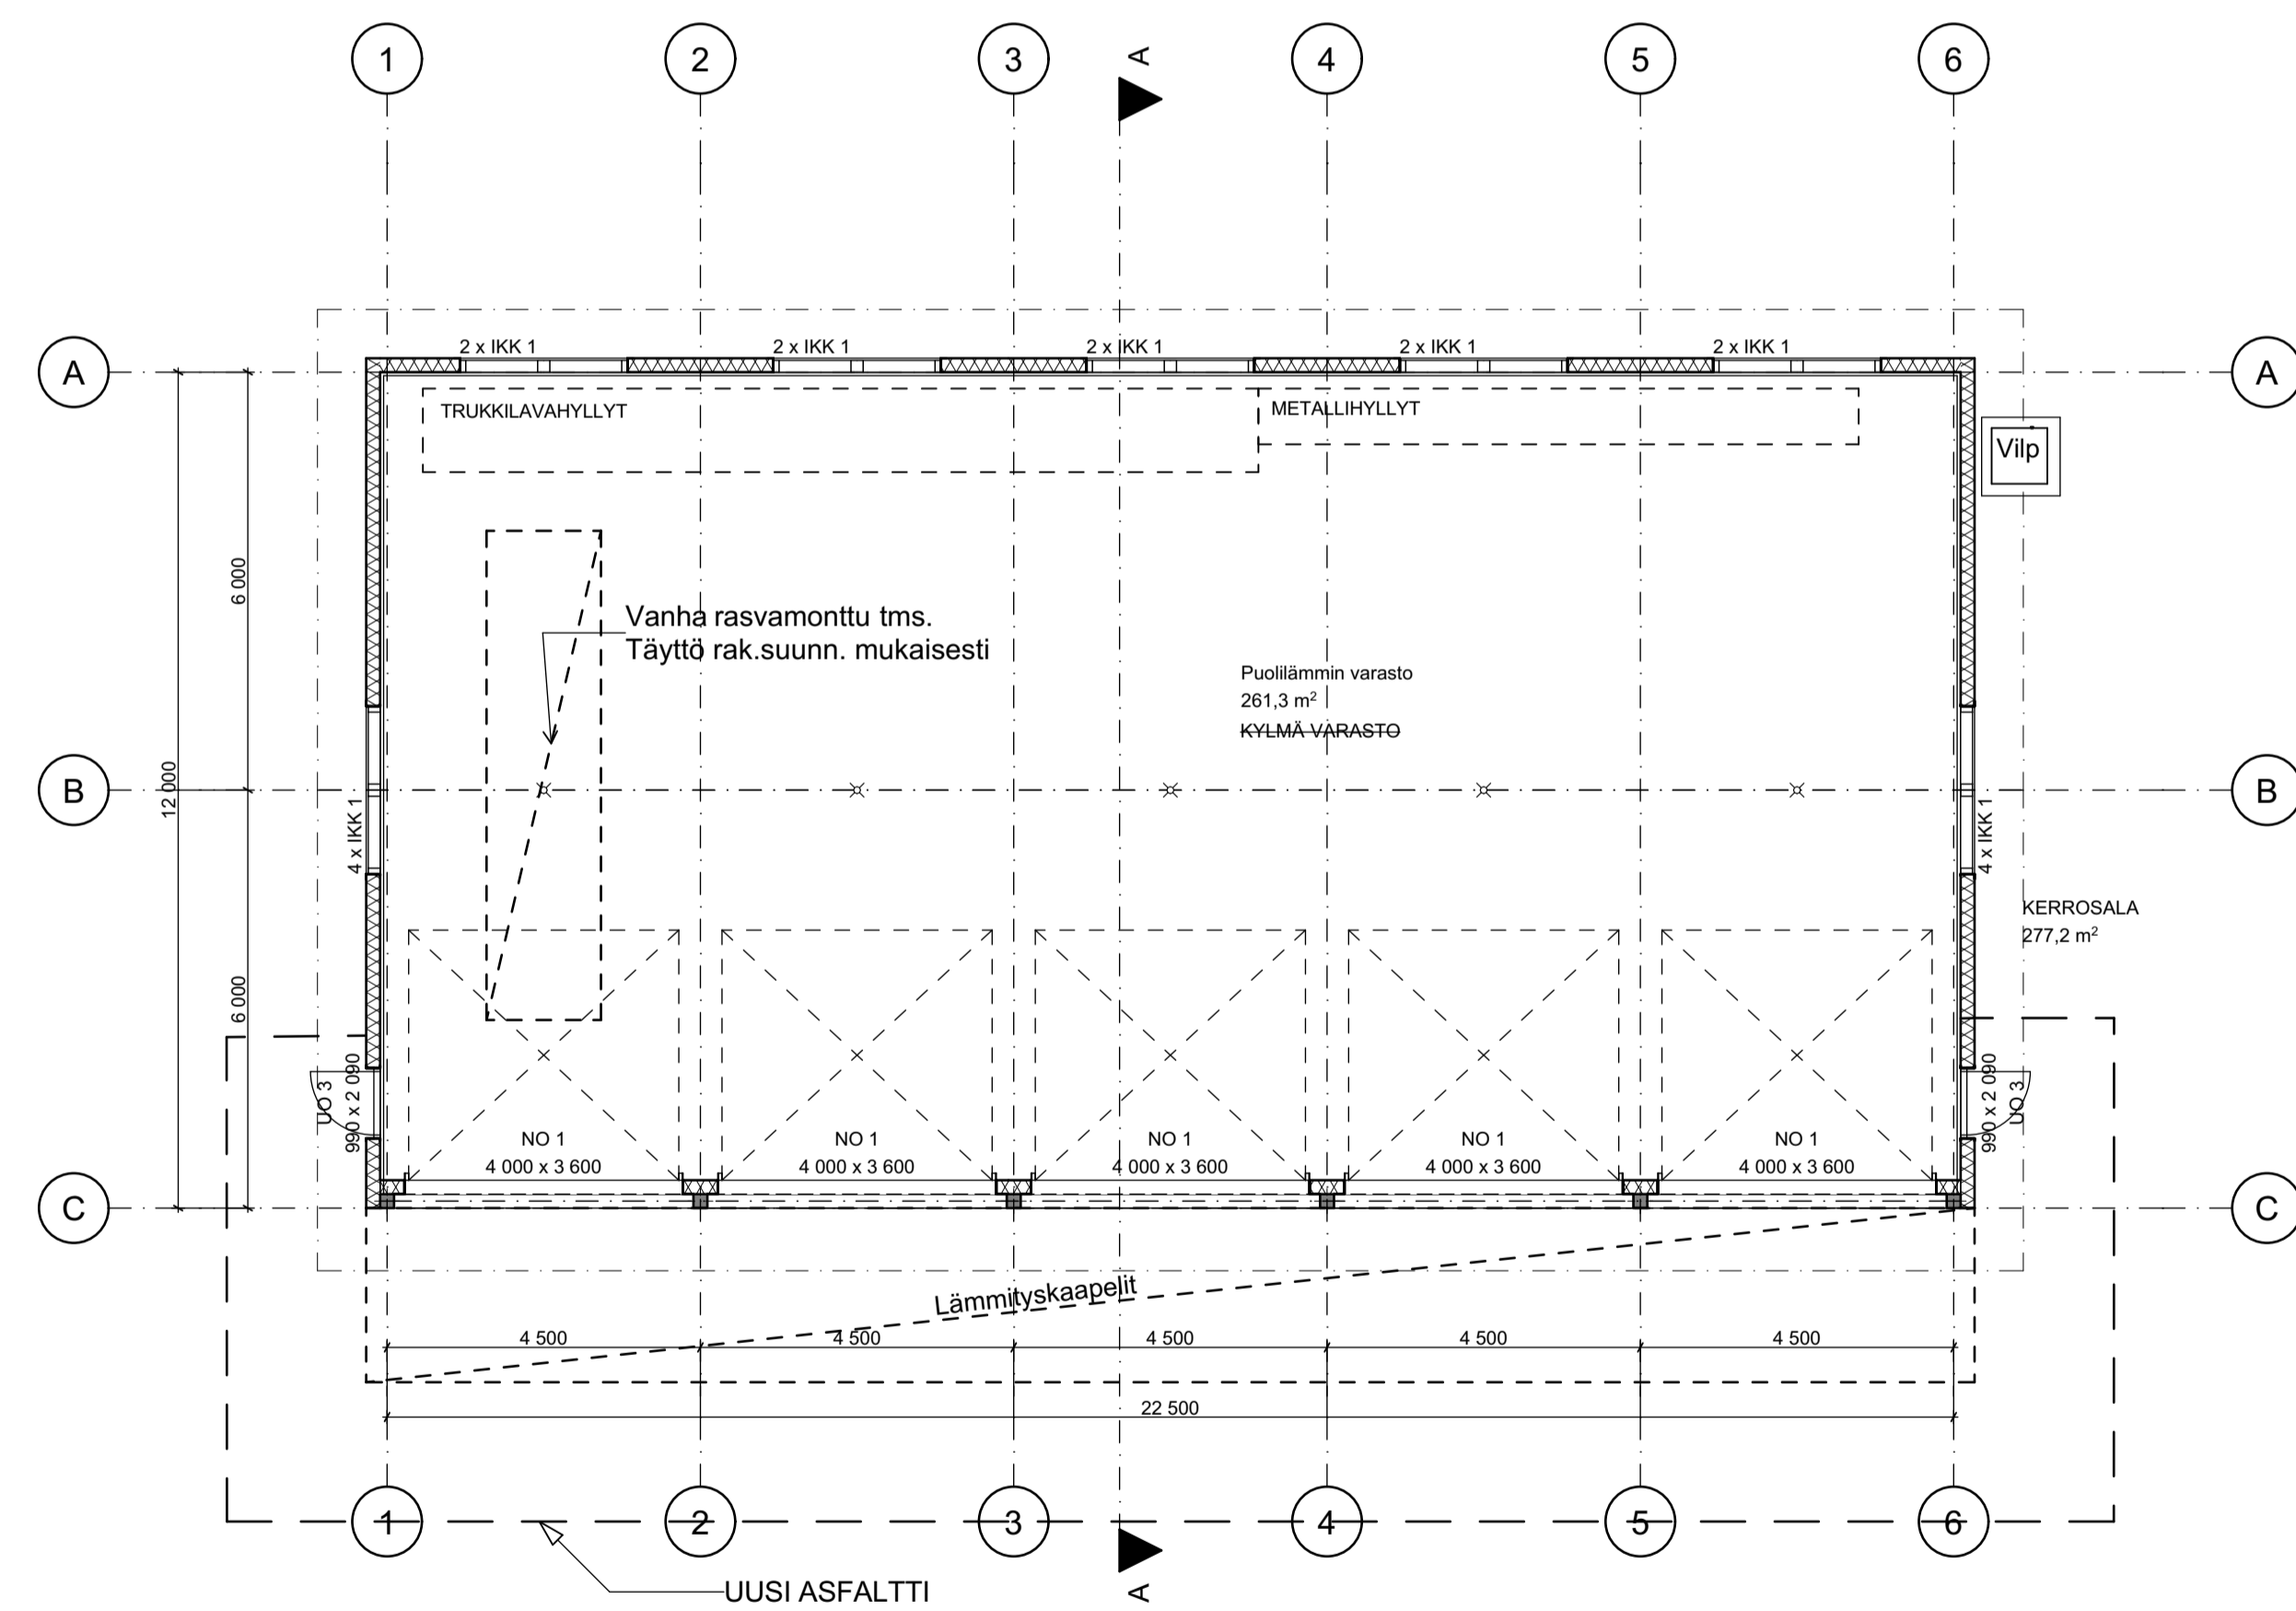 1 2 3 4 5 6
A
2 x IKK 1 2 x IKK 1 2 x IKK 1 2 x IKK 1 2 x IKK 1
A A
TRUKKILAVAHYLLYT METALLIHYLLYT
Vilp
6 000
Vanha rasvamonttu tms.
Täyttö rak.suunn. mukaisesti
Puolilämmin varasto
261,3 m²
KYLMÄ VARASTO
12 000
B B
4 x IKK 1 4 x IKK 1
KERROSALA
277,2 m²
6 000
UO 3
990 x 2 090
990 x 2 090
UO 3
NO 1 NO 1 NO 1 NO 1 NO 1
4 000 x 3 600 4 000 x 3 600 4 000 x 3 600 4 000 x 3 600 4 000 x 3 600
C C
Lämmityskaapelit
4 500 4 500 4 500 4 500 4 500
22 500
1 2 3 4 5 6
UUSI ASFALTTI
A